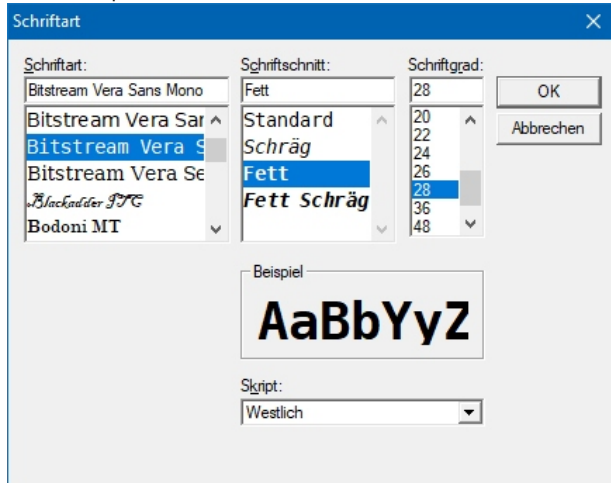 Schriftart
Schriftart:
Bitstream Vera Sans Mono
Bitstream Vera Sar
Bitstream Vera S
Bitstream Vera Se
Blackadder ITC
Bodoni MT
Schriftschnitt:
Fett
Standard
Schräg
Fett
Fett Schräg
Schriftgrad:
28
20
22
24
26
28
36
48
OK
Abbrechen
Beispiel
AaBbYyZ
Skript:
Westlich